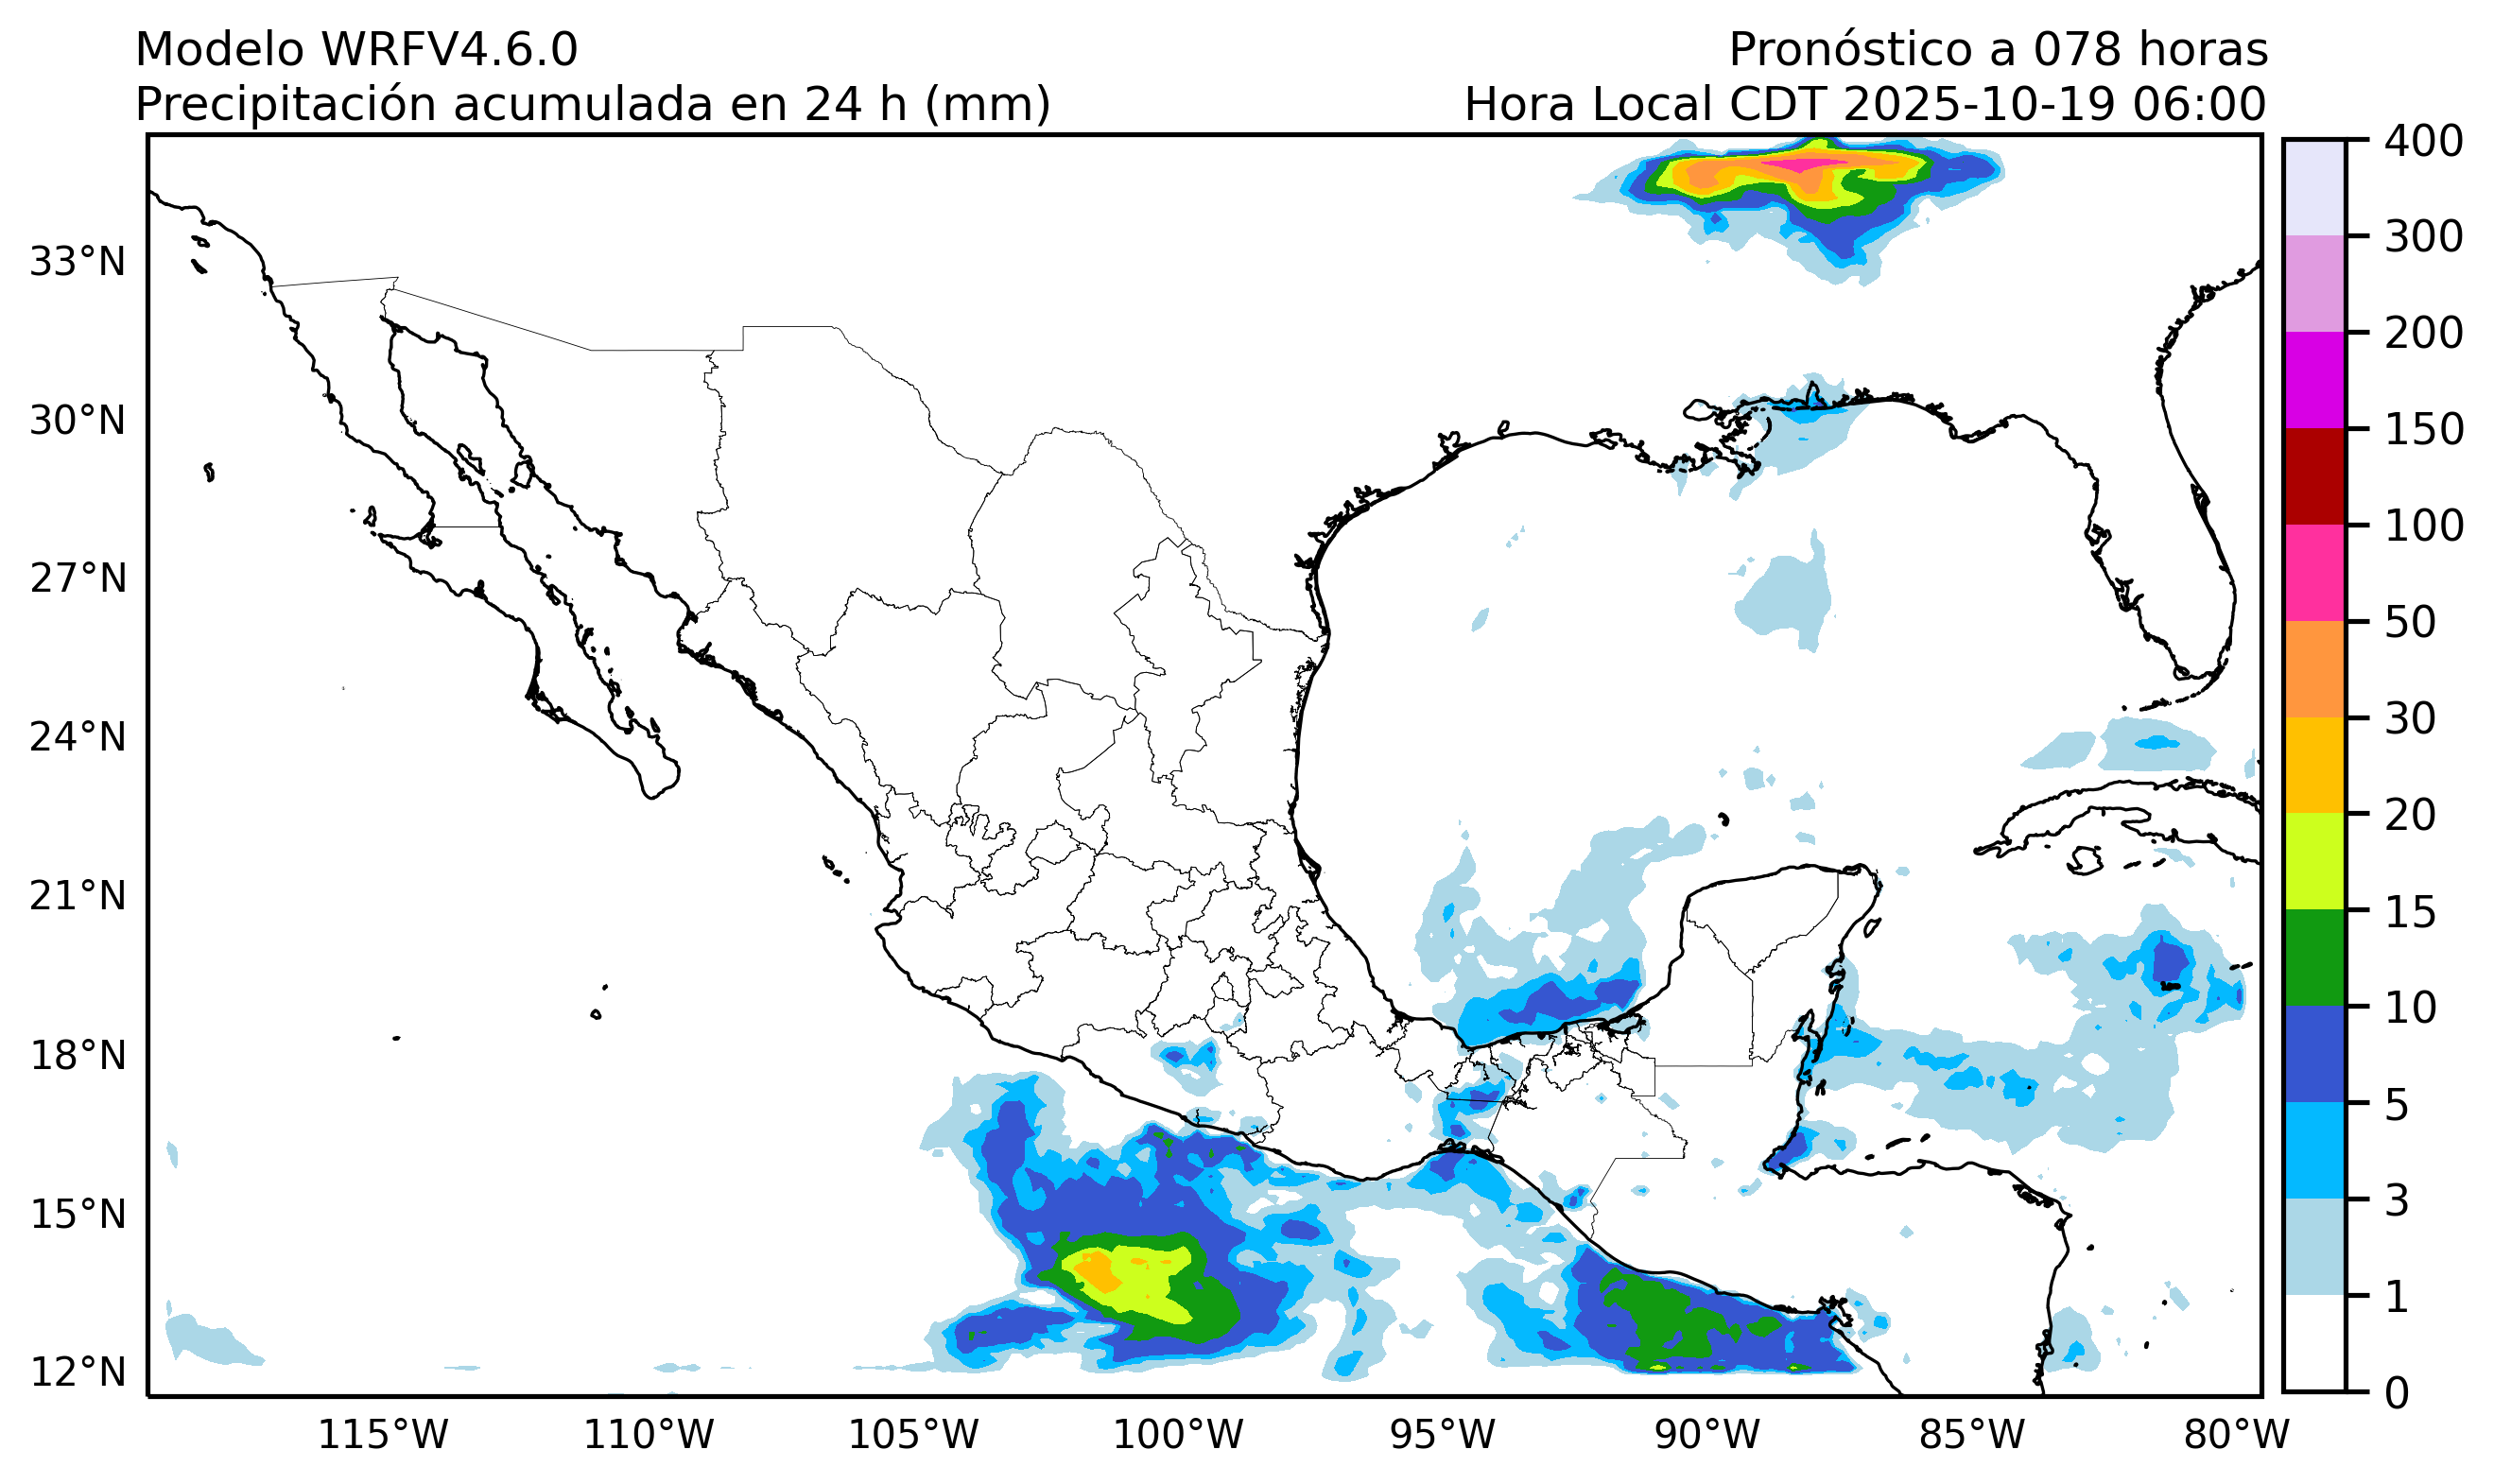 Modelo WRFV4.6.0
Pronóstico a 078 horas
Precipitación acumulada en 24 h (mm)
Hora Local CDT 2025-10-19 06:00
33°N
30°N
27°N
24°N
21°N
18°N
15°N
12°N
115°W
110°W
105°W
100°W
95°W
90°W
85°W
80°W
400
300
200
150
100
50
30
20
15
10
5
3
1
0